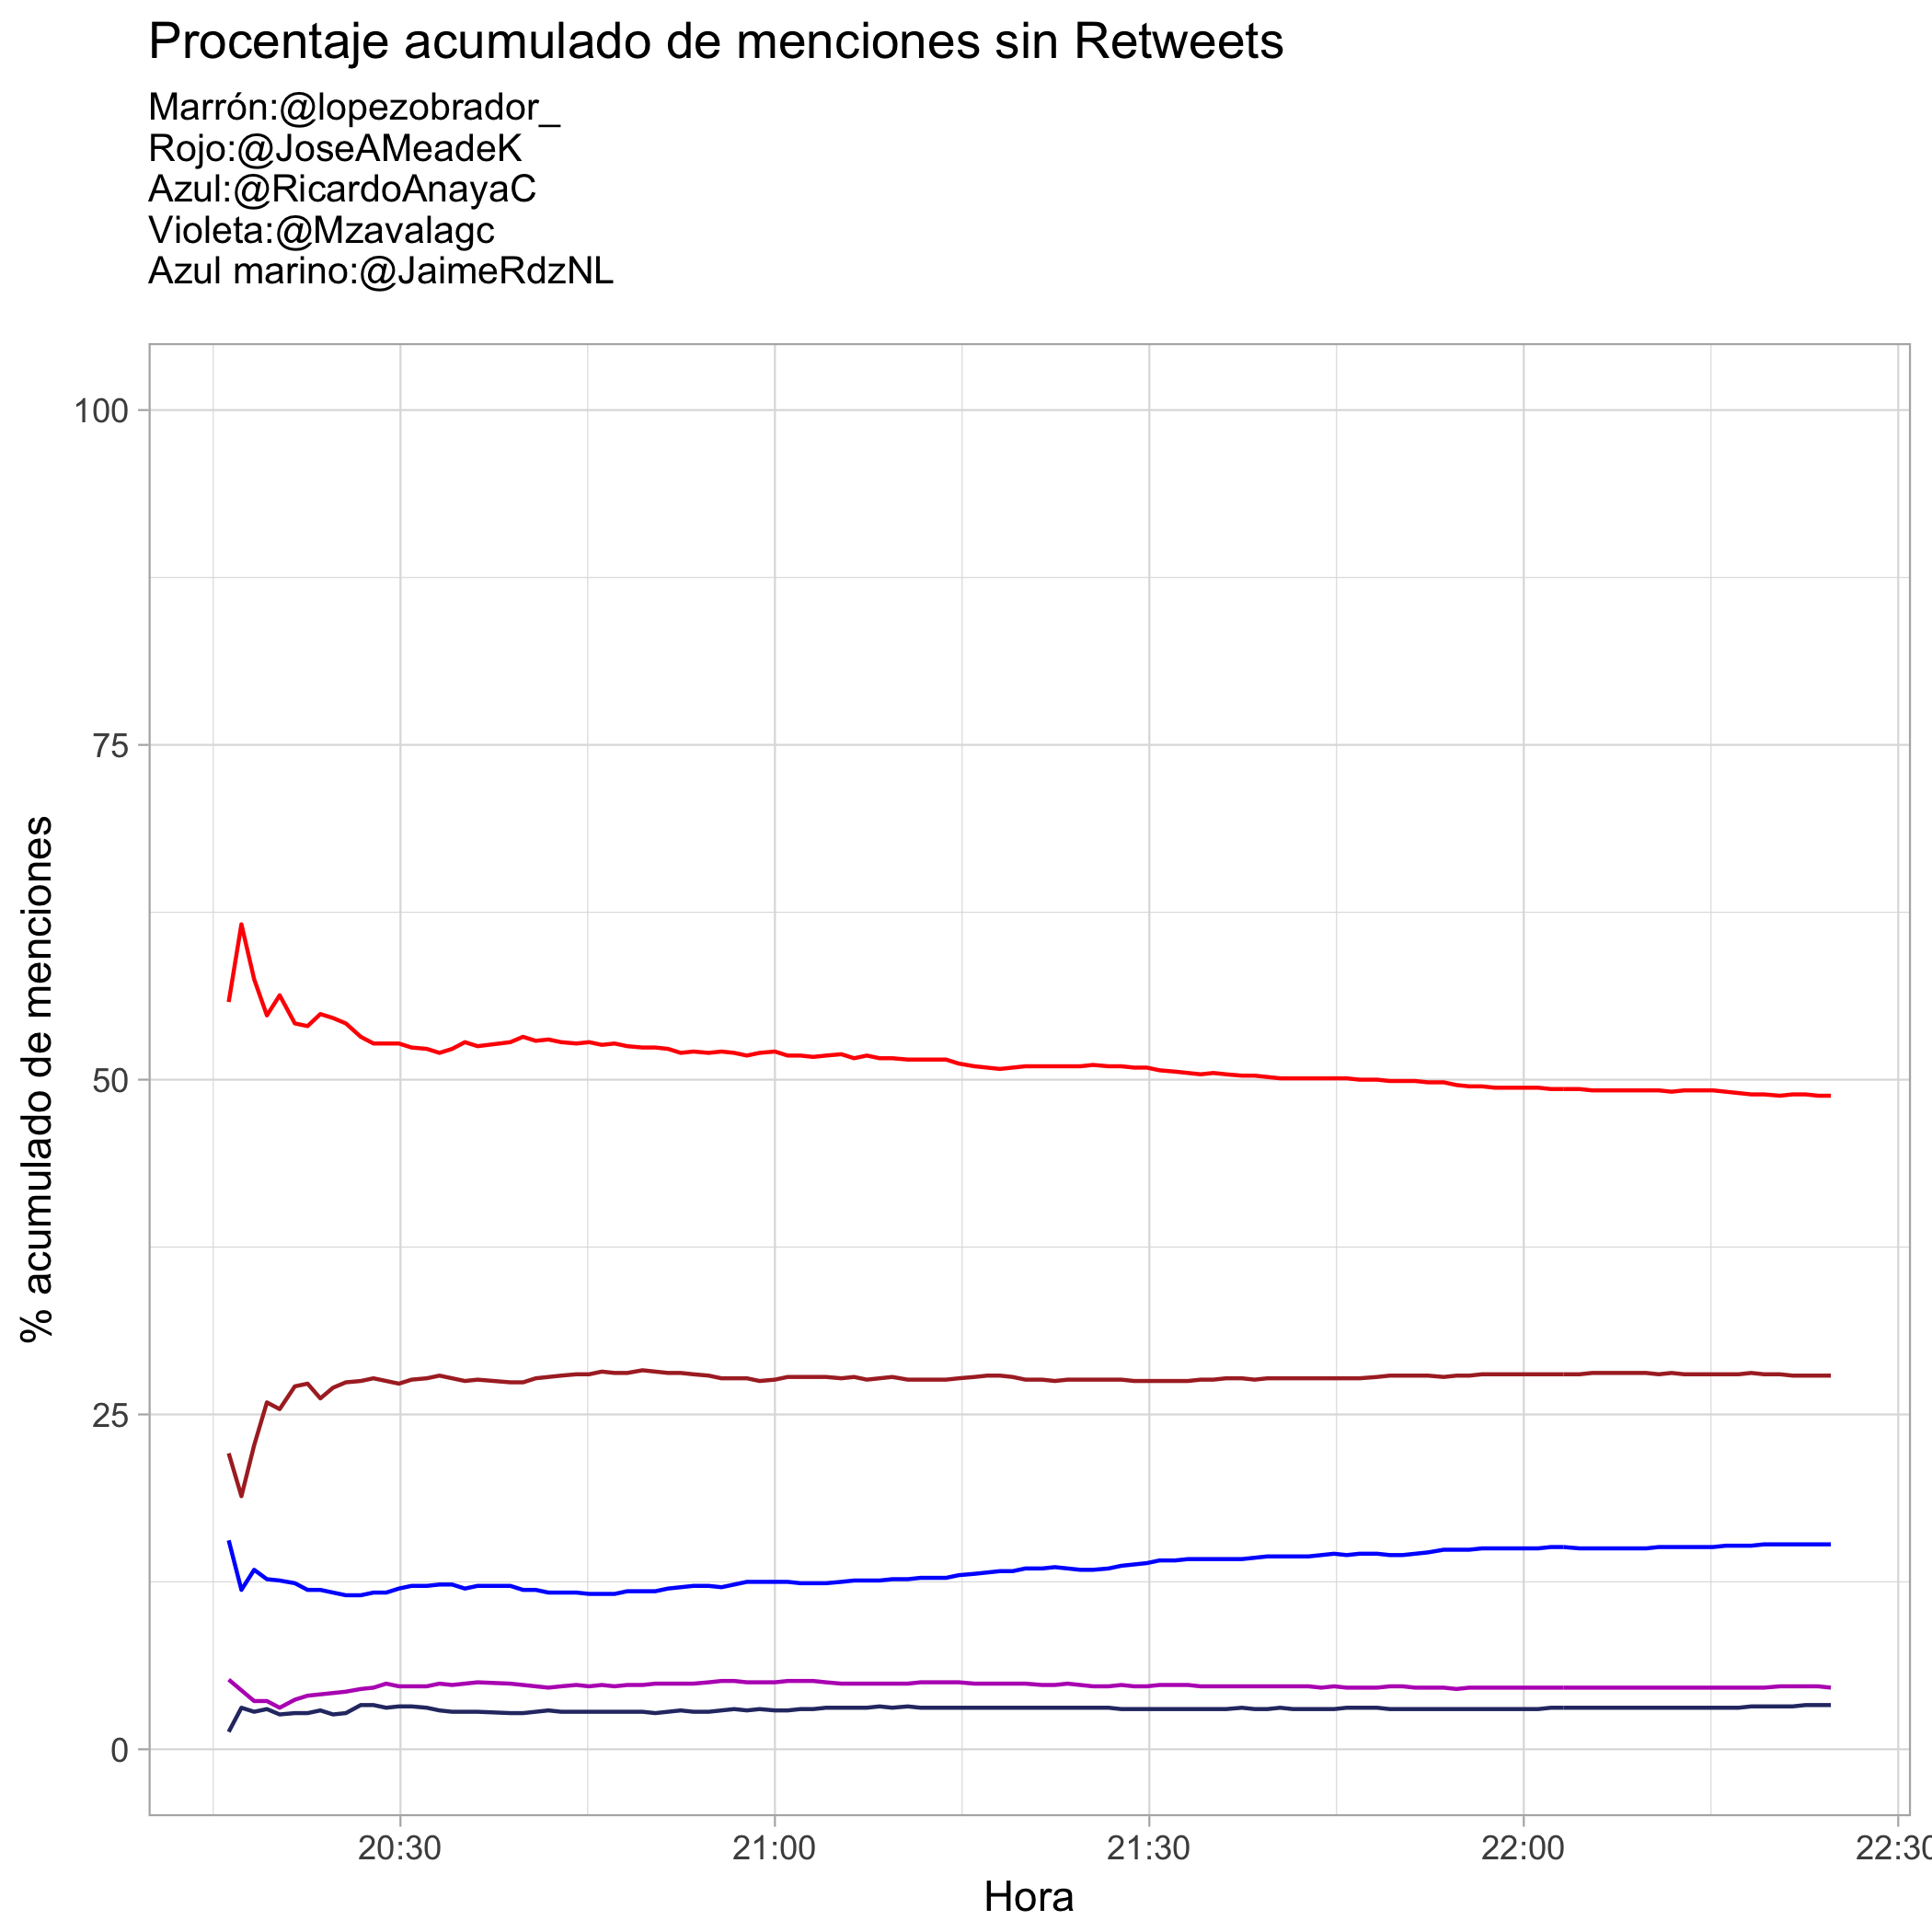 Procentaje acumulado de menciones sin Retweets
Marrón:@lopezobrador_
Rojo:@JoseAMeadeK
Azul:@RicardoAnayaC
Violeta:@Mzavalagc
Azul marino:@JaimeRdzNL
100
75
50
25
0
% acumulado de menciones
20:30 21:00 21:30 22:00 22:30
Hora